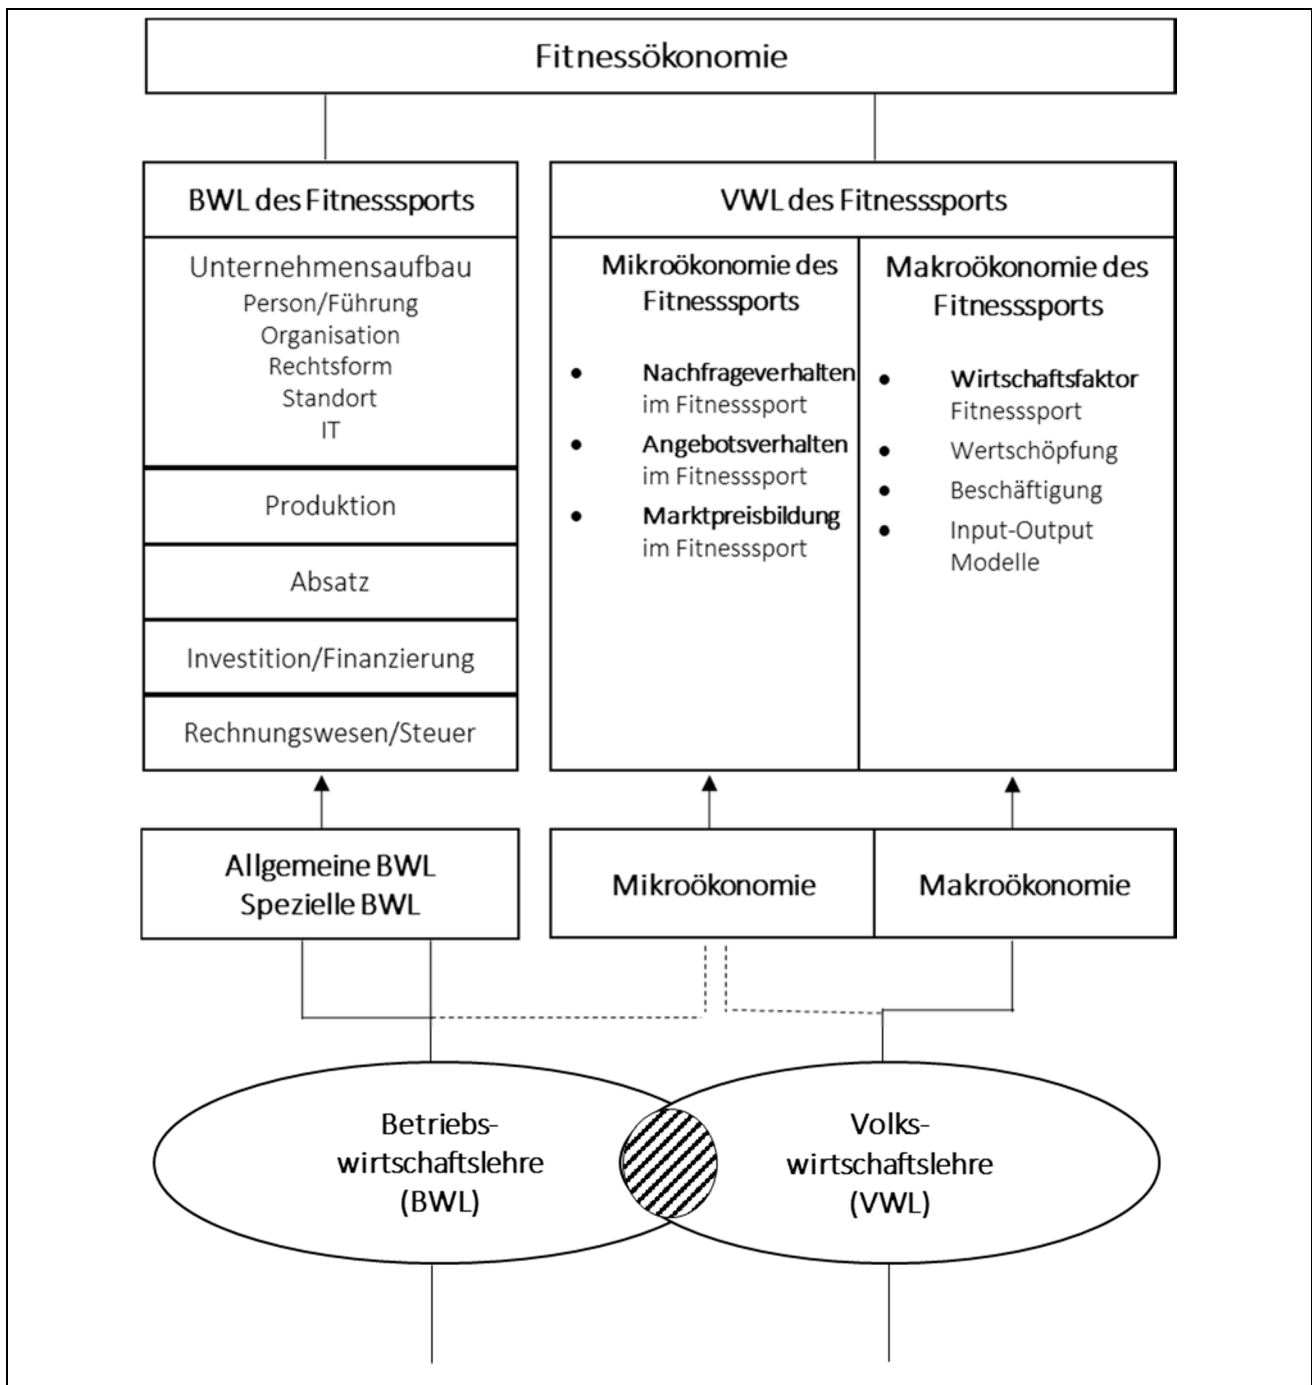 Fitnessökonomie
BWL des Fitnesssports
Unternehmensaufbau
Person/Führung
Organisation
Rechtsform
Standort
IT
Produktion
Absatz
Investition/Finanzierung
Rechnungswesen/Steuer
VWL des Fitnesssports
Mikroökonomie des
Fitnesssports
• Nachfrageverhalten
im Fitnesssport
• Angebotsverhalten
im Fitnesssport
• Marktpreisbildung
im Fitnesssport
Makroökonomie des
Fitnesssports
• Wirtschaftsfaktor
Fitnesssport
• Wertschöpfung
• Beschäftigung
• Input-Output
Modelle
Allgemeine BWL
Spezielle BWL
Mikroökonomie
Makroökonomie
Betriebs-
wirtschaftslehre
(BWL)
Volks-
wirtschaftslehre
(VWL)